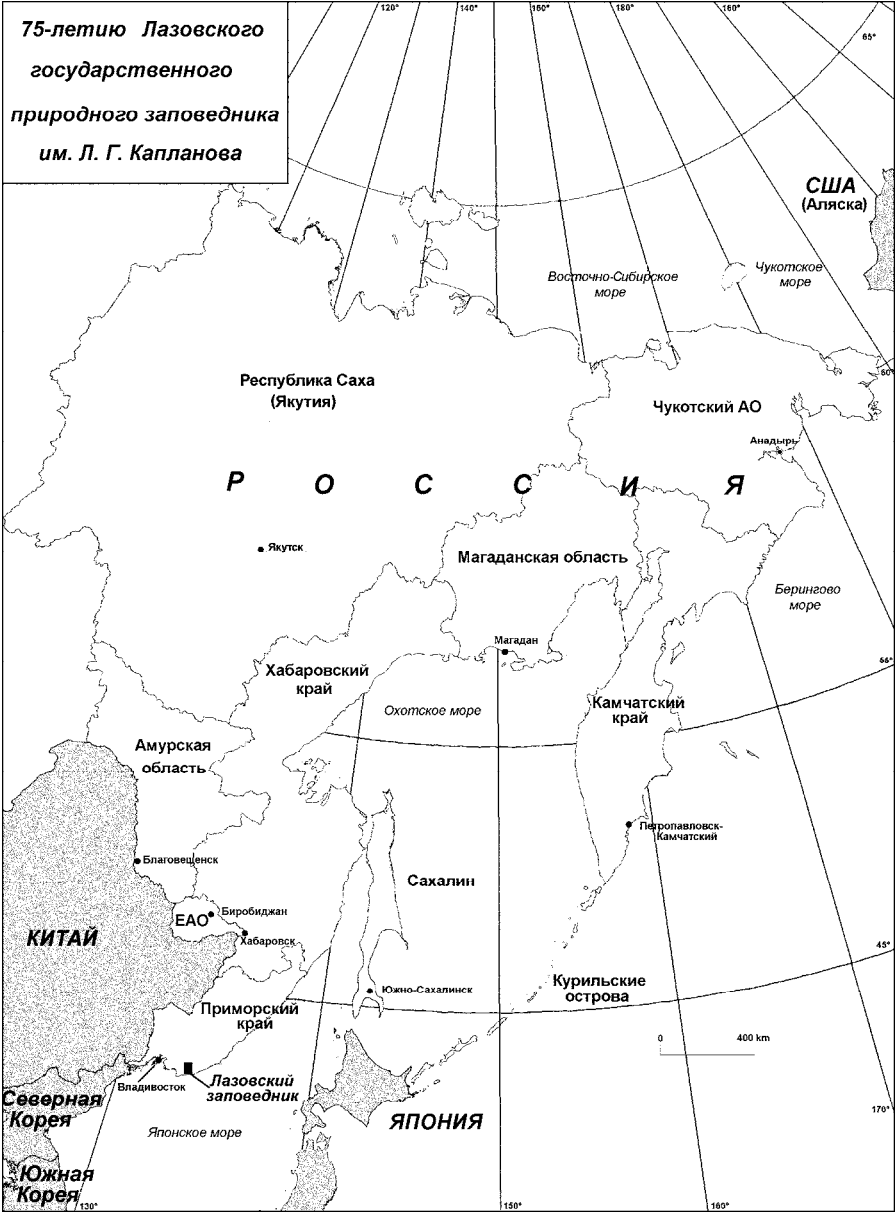 75-летию Лазовского
государственного
природного заповедника
им. Л. Г. Капланова
120°
140°
160°
180°
160°
65°
США
(Аляска)
Восточно-Сибирское
море
Чукотское
море
60°
Республика Саха
(Якутия)
Чукотский АО
Анадырь
Р О С С И Я
Якутск
Магаданская область
Берингово
море
Магадан
55°
Хабаровский
край
Охотское море
Камчатский
край
Амурская
область
Петропавловск-
Камчатский
Благовещенск
Сахалин
ЕАО
Биробиджан
Хабаровск
КИТАЙ
45°
Южно-Сахалинск
Курильские
острова
Приморский
край
0 400 km
Владивосток
Лазовский
заповедник
Северная
Корея
ЯПОНИЯ
170°
Японское море
Южная
Корея
130°
150°
160°